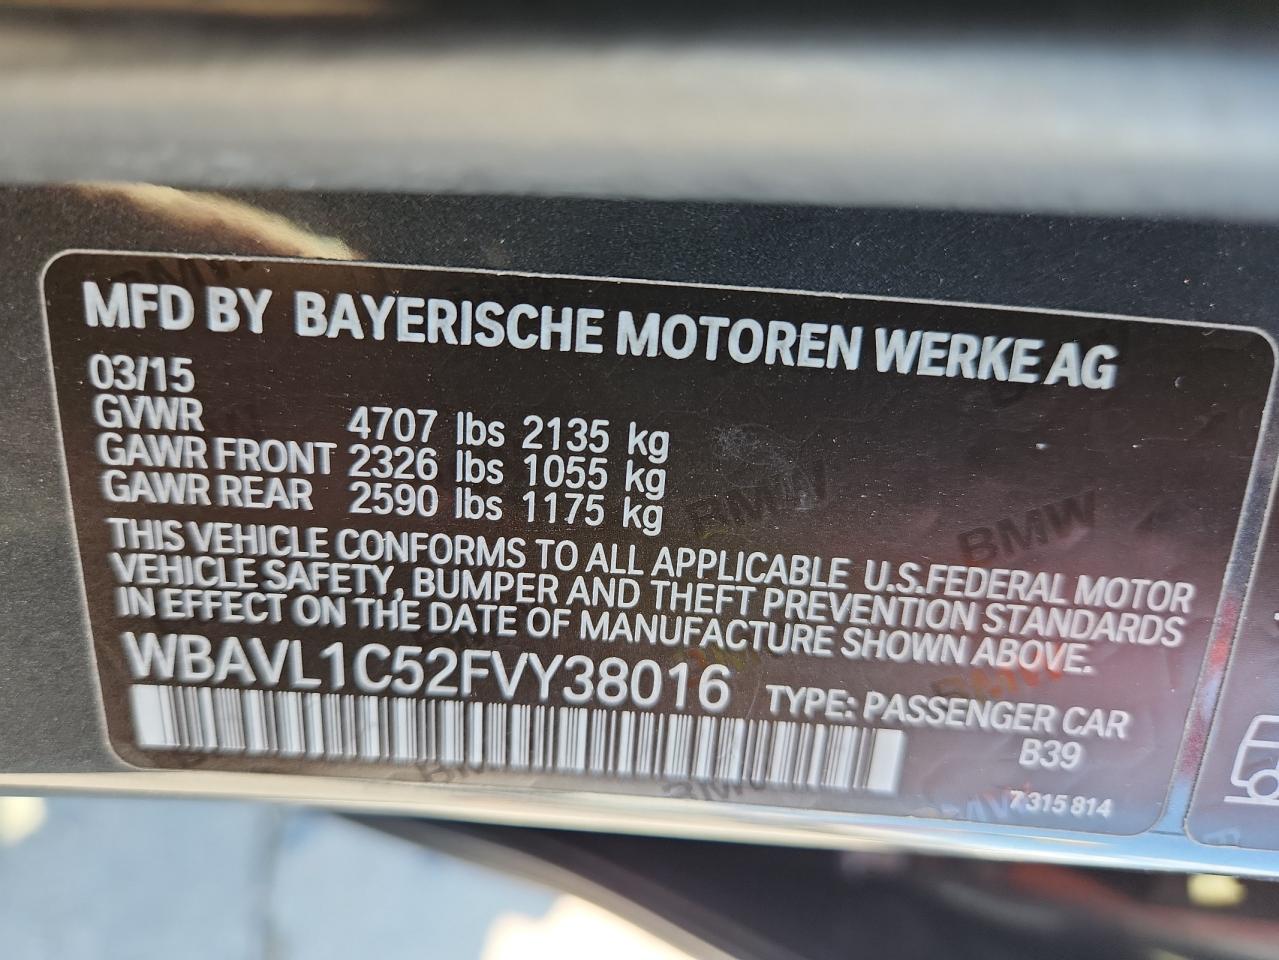 MFD BY BAYERISCHE MOTOREN WERKE AG
03/15
GVWR 4707 lbs 2135 kg
GAWR FRONT 2326 lbs 1055 kg
GAWR REAR 2590 lbs 1175 kg
THIS VEHICLE CONFORMS TO ALL APPLICABLE U.S.FEDERAL MOTOR
VEHICLE SAFETY, BUMPER AND THEFT PREVENTION STANDARDS
IN EFFECT ON THE DATE OF MANUFACTURE SHOWN ABOVE.
WBAVL1C52FVY38016 TYPE: PASSENGER CAR
B39
7 315 814
BMW
BMW
BMW